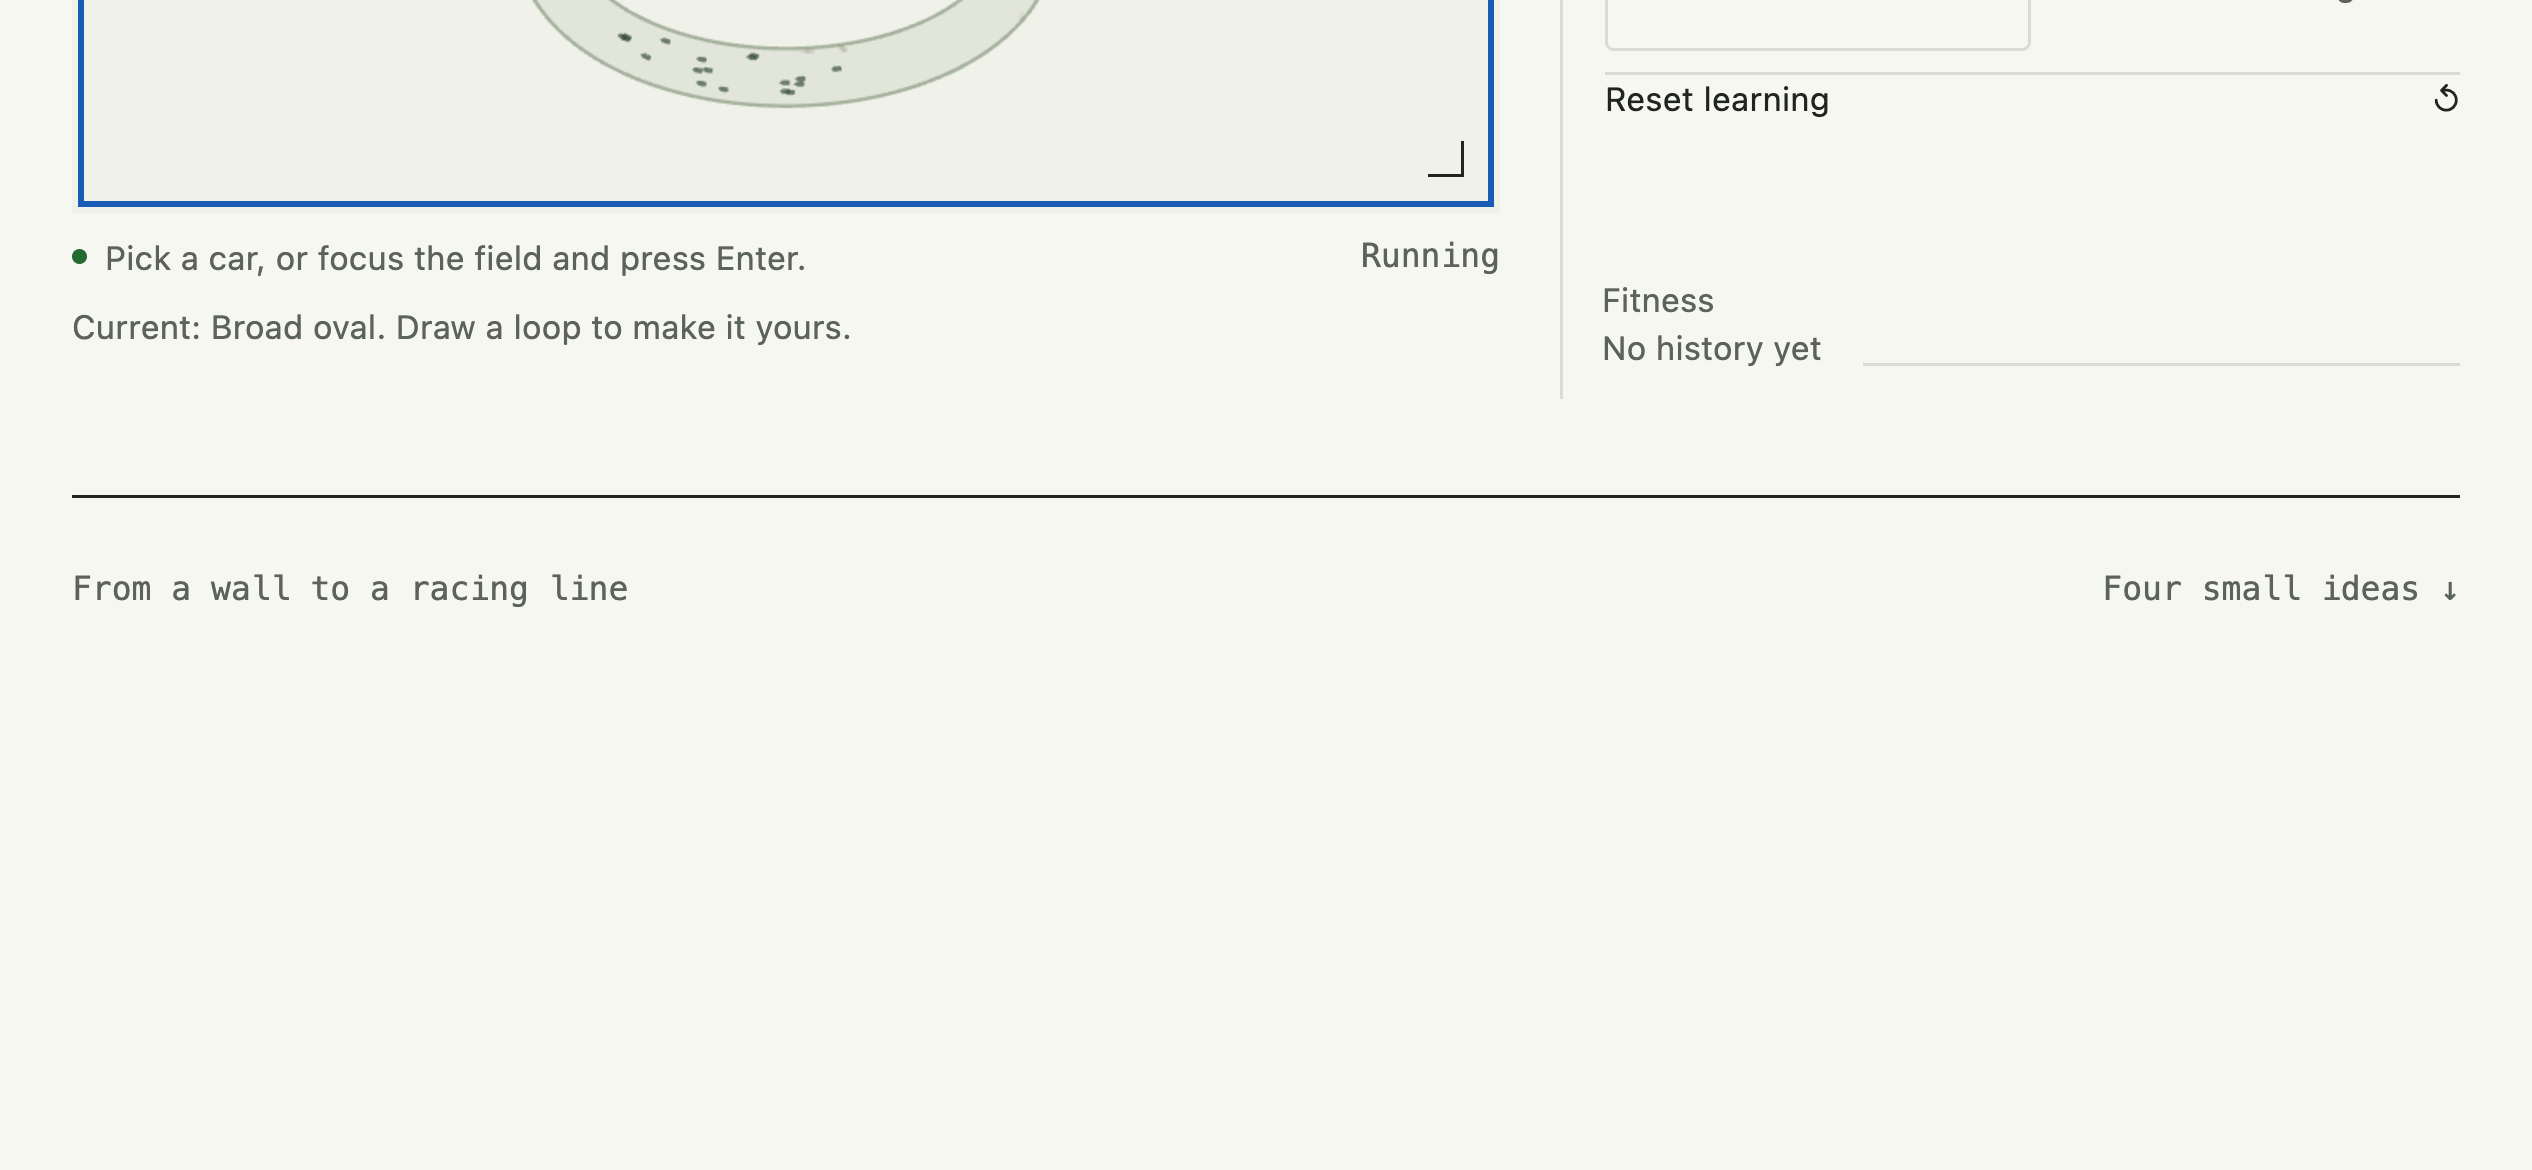 Reset learning
Pick a car, or focus the field and press Enter.
Running
Current: Broad oval. Draw a loop to make it yours.
Fitness
No history yet
From a wall to a racing line
Four small ideas ↓